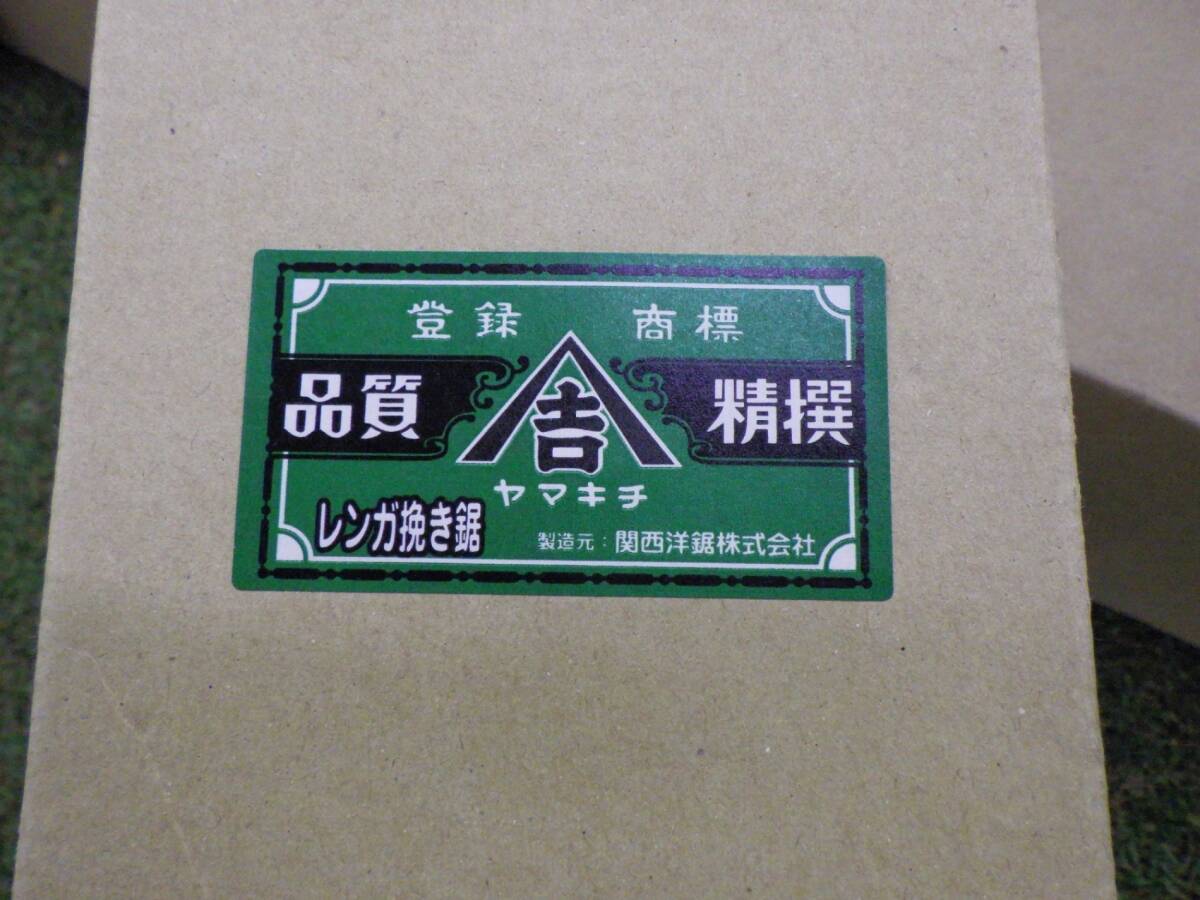 登録 商標
品質 吉 精撰
ヤマキチ
レンガ挽き鋸
製造元：関西洋鋸株式会社